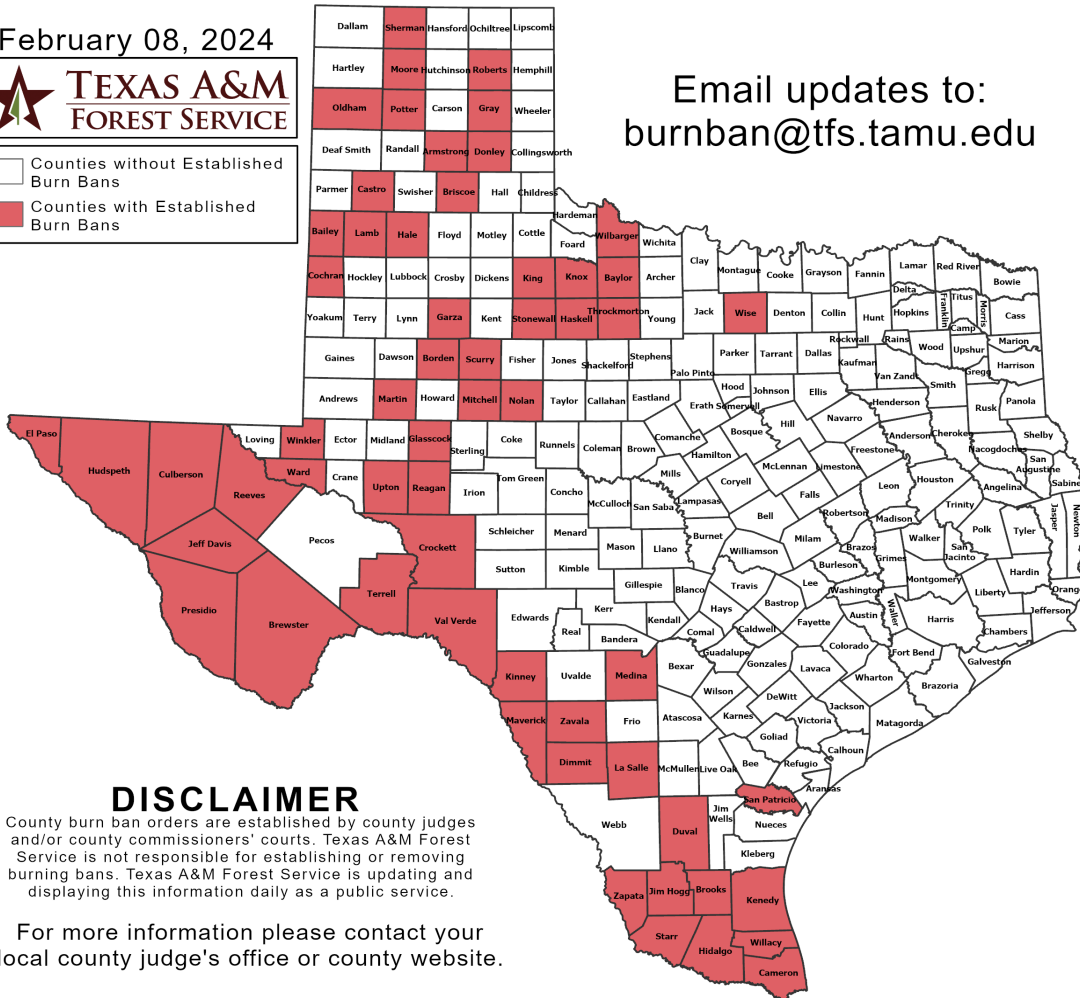 February 08, 2024
TEXAS A&M
FOREST SERVICE
Counties without Established
Burn Bans
Counties with Established
Burn Bans
Email updates to:
burnban@tfs.tamu.edu
Dallam Sherman Hansford Ochiltree Lipscomb
Hartley Moore Hutchinson Roberts Hemphill
Oldham Potter Carson Gray Wheeler
Deaf Smith Randall Armstrong Donley Collingsworth
Parmer Castro Swisher Briscoe Hall Childress
Hardeman
Bailey Lamb Hale Floyd Motley Cottle Foard Wilbarger Wichita
Clay Montague Cooke Grayson Fannin Lamar Red River Bowie
Cochran Hockley Lubbock Crosby Dickens King Knox Baylor Archer
Delta Franklin Titus Morris Cass
Yoakum Terry Lynn Garza Kent Stonewall Haskell Throckmorton Young Jack Wise Denton Collin Hunt Hopkins Camp
Rockwall Rains Wood Upshur Marion
Gaines Dawson Borden Scurry Fisher Jones Shackelford Stephens Palo Pinto Parker Tarrant Dallas Kaufman Van Zandt Smith Gregg Harrison
Andrews Martin Howard Mitchell Nolan Taylor Callahan Eastland Erath Hood Somervell Johnson Ellis Henderson Rusk Panola
El Paso Hudspeth Culberson Reeves Loving Winkler Ector Midland Glasscock Sterling Coke Runnels Coleman Brown Comanche Bosque Hill Navarro Anderson Cherokee Nacogdoches Shelby
Ward Crane Upton Reagan Irion Tom Green Concho McCulloch San Saba Mills Hamilton Coryell McLennan Limestone Freestone Leon Houston Angelina San Augustine Sabine
Jeff Davis Pecos Crockett Schleicher Menard Mason Llano Lampasas Burnet Bell Falls Robertson Madison Trinity Polk Tyler Jasper Newton
Presidio Brewster Terrell Val Verde Sutton Kimble Gillespie Blanco Williamson Milam Brazos Grimes Walker San Jacinto Hardin
Edwards Real Kerr Bandera Kendall Comal Hays Travis Bastrop Lee Burleson Washington Montgomery Liberty Orang
Caldwell Fayette Austin Waller Harris Chambers Jefferson
Kinney Uvalde Medina Bexar Guadalupe Gonzales Lavaca Colorado Fort Bend Galveston
Wilson DeWitt Wharton Brazoria
Maverick Zavala Frio Atascosa Karnes Victoria Jackson Matagorda
Goliad Calhoun
Dimmit La Salle McMullen Live Oak Bee Refugio Aransas
San Patricio
Webb Duval Jim Wells Nueces
Kleberg
Zapata Jim Hogg Brooks Kenedy
Starr Hidalgo Willacy
Cameron
DISCLAIMER
County burn ban orders are established by county judges
and/or county commissioners' courts. Texas A&M Forest
Service is not responsible for establishing or removing
burning bans. Texas A&M Forest Service is updating and
displaying this information daily as a public service.
For more information please contact your
local county judge's office or county website.